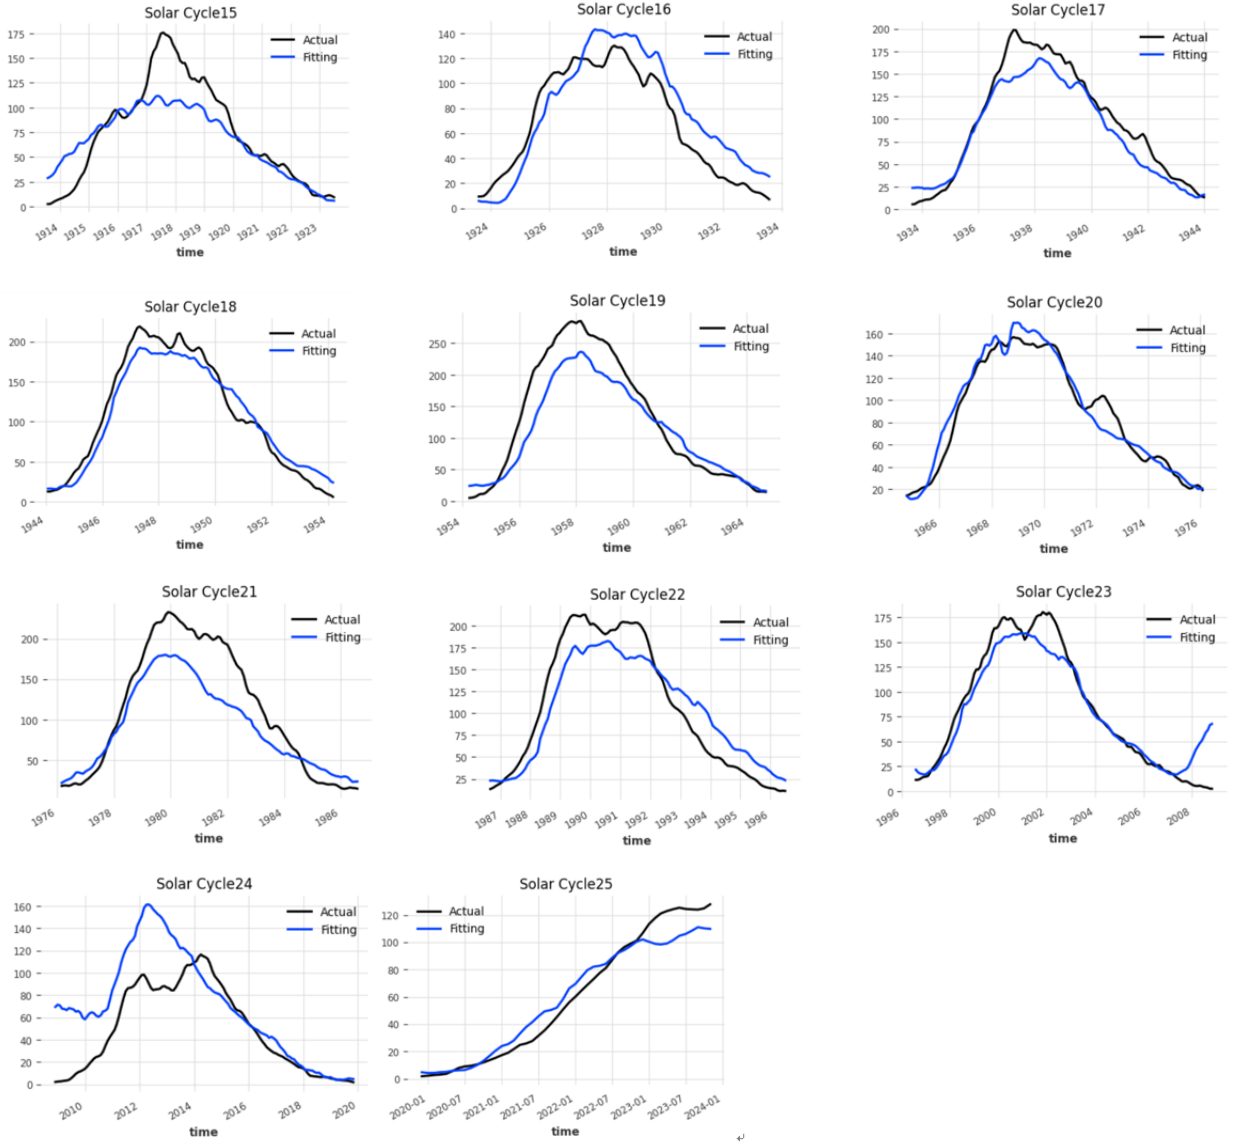 Solar Cycle15
Actual
Fitting
175
150
125
100
75
50
25
0
1914 1915 1916 1917 1918 1919 1920 1921 1922 1923
time
Solar Cycle16
Actual
Fitting
140
120
100
80
60
40
20
0
1924 1926 1928 1930 1932 1934
time
Solar Cycle17
Actual
Fitting
200
175
150
125
100
75
50
25
0
1934 1936 1938 1940 1942 1944
time
Solar Cycle18
Actual
Fitting
200
150
100
50
0
1944 1946 1948 1950 1952 1954
time
Solar Cycle19
Actual
Fitting
250
200
150
100
50
0
1954 1956 1958 1960 1962 1964
time
Solar Cycle20
Actual
Fitting
160
140
120
100
80
60
40
20
1966 1968 1970 1972 1974 1976
time
Solar Cycle21
Actual
Fitting
200
150
100
50
1976 1978 1980 1982 1984 1986
time
Solar Cycle22
Actual
Fitting
200
175
150
125
100
75
50
25
1987 1988 1989 1990 1991 1992 1993 1994 1995 1996
time
Solar Cycle23
Actual
Fitting
175
150
125
100
75
50
25
0
1996 1998 2000 2002 2004 2006 2008
time
Solar Cycle24
Actual
Fitting
160
140
120
100
80
60
40
20
0
2010 2012 2014 2016 2018 2020
time
Solar Cycle25
Actual
Fitting
120
100
80
60
40
20
0
2020-01 2020-07 2021-01 2021-07 2022-01 2022-07 2023-01 2023-07 2024-01
time